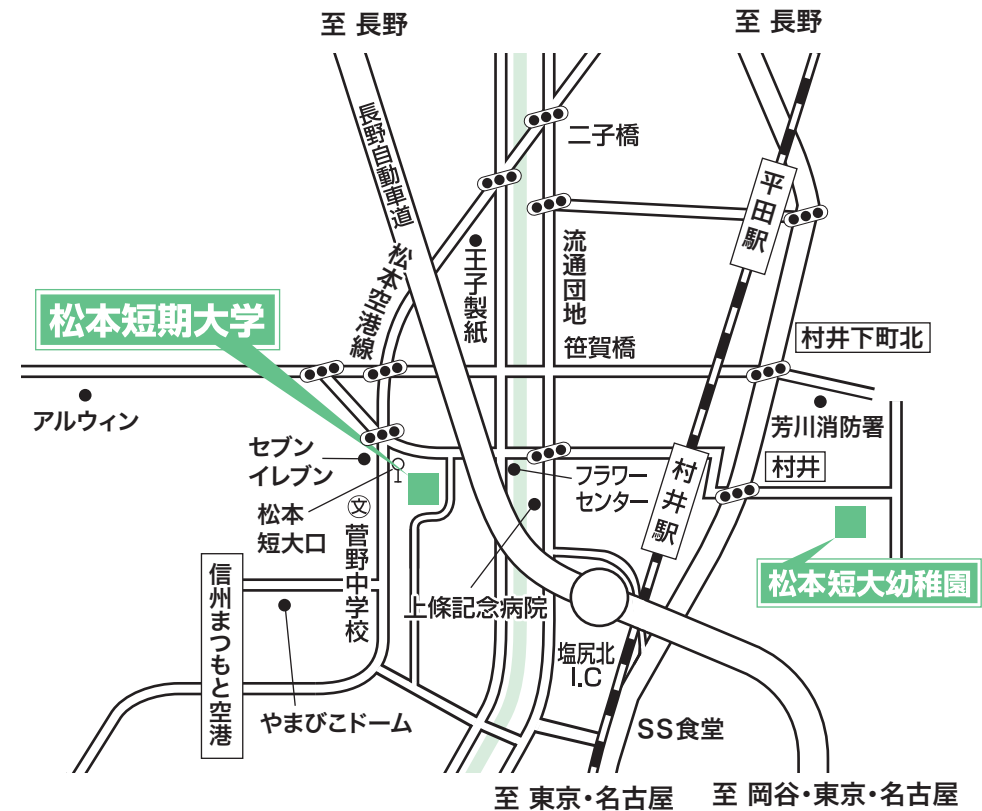 至 長野
至 長野
長野自動車道
二子橋
平田駅
流通団地
王子製紙
松本空港線
松本短期大学
笹賀橋
村井下町北
アルウィン
芳川消防署
セブン
イレブン
村井
フラワー
センター
村井駅
松本
短大口
文
菅野中学校
信州まつもと空港
上條記念病院
松本短大幼稚園
塩尻北
I.C
やまびこドーム
SS食堂
至 東京・名古屋
至 岡谷・東京・名古屋